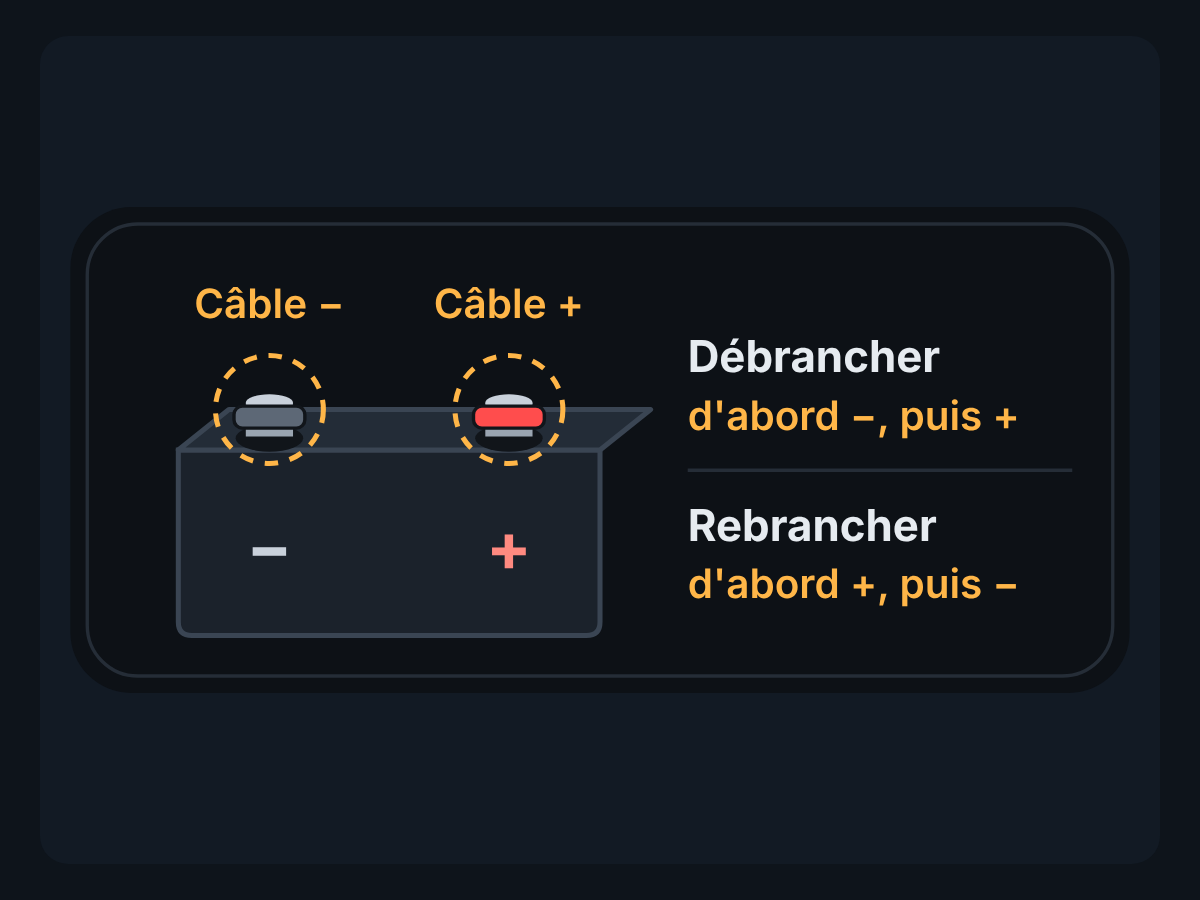 Câble –
Câble +
Débrancher
d'abord –, puis +
Rebrancher
d'abord +, puis –
– +